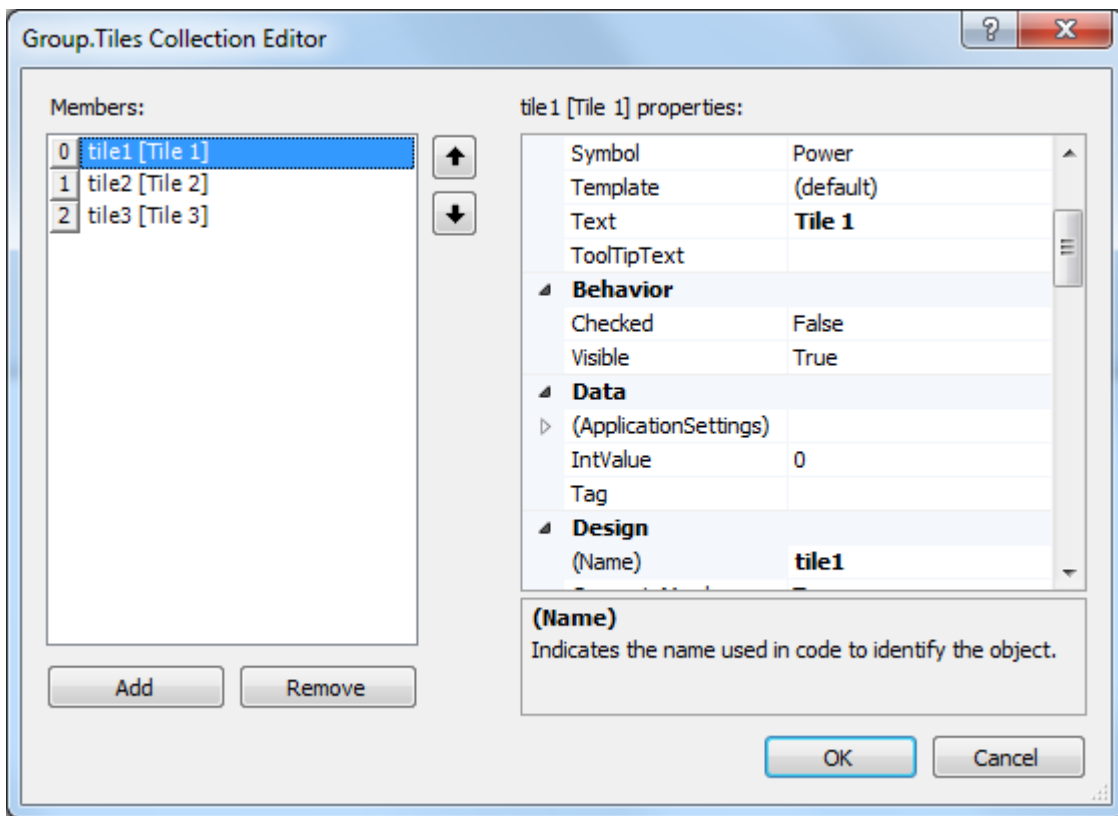 Group.Tiles Collection Editor
Members:
0 tile1 [Tile 1]
1 tile2 [Tile 2]
2 tile3 [Tile 3]
Add Remove
tile1 [Tile 1] properties:
Symbol Power
Template (default)
Text Tile 1
ToolTipText
Behavior
Checked False
Visible True
Data
(ApplicationSettings)
IntValue 0
Tag
Design
(Name) tile1
(Name)
Indicates the name used in code to identify the object.
OK Cancel